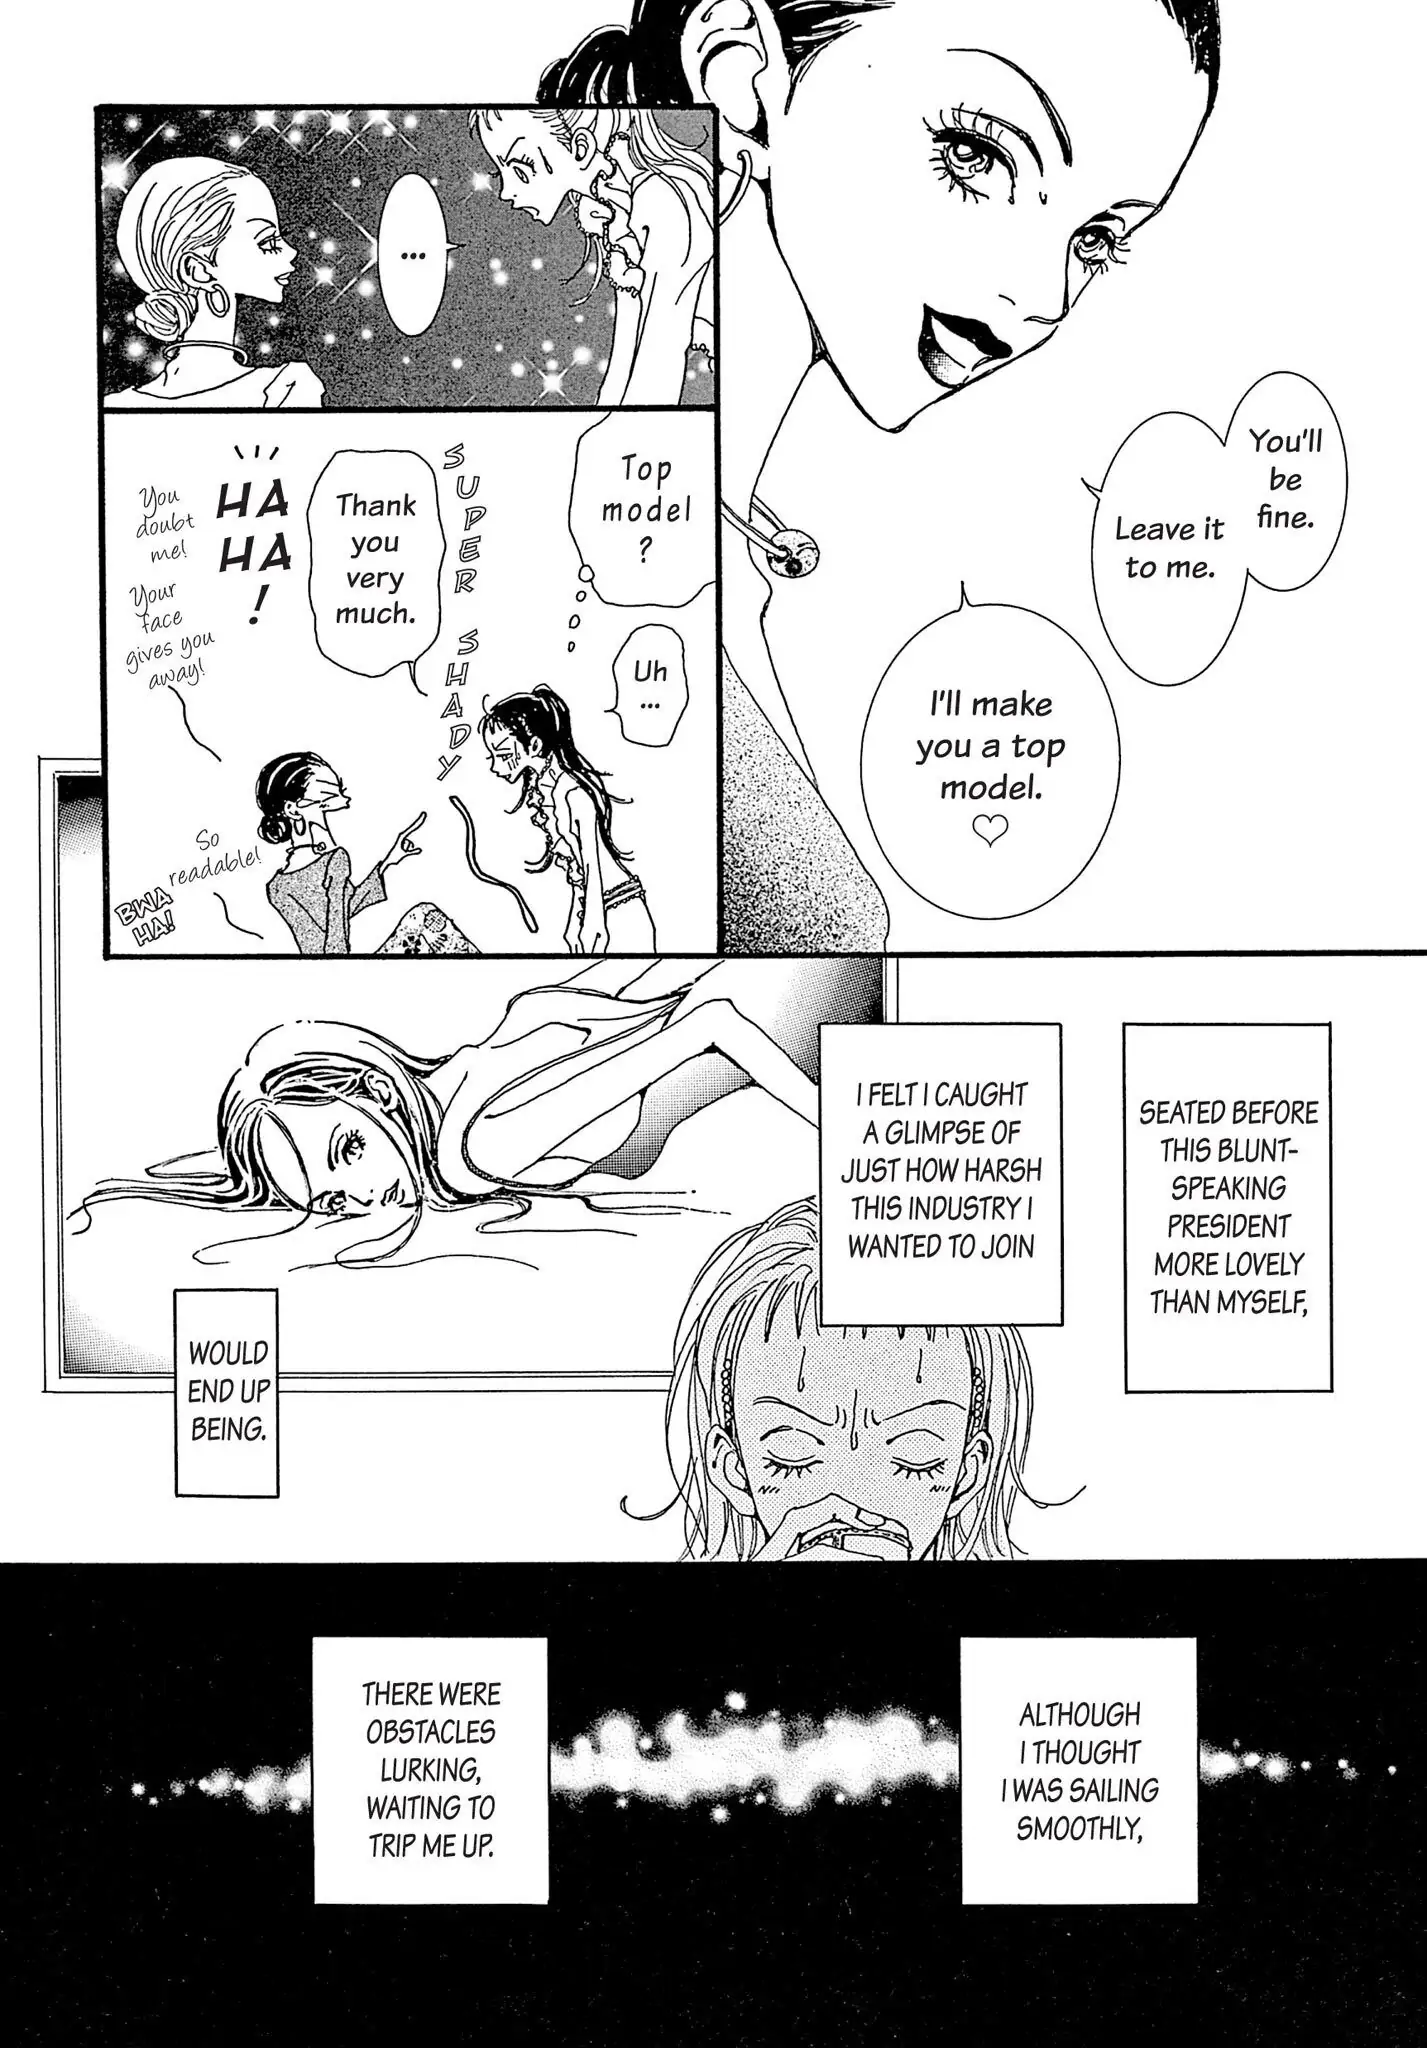 You'll
be
fine.
Leave it
to me.
I'll make
you a top
model.
♡
...
Top
model
?
Uh
...
SUPER SHADY
Thank
you
very
much.
HA
HA
!
You
doubt
me!
Your
face
gives you
away!
So
readable!
BWA
HA!
SEATED BEFORE
THIS BLUNT-
SPEAKING
PRESIDENT
MORE LOVELY
THAN MYSELF,
I FELT I CAUGHT
A GLIMPSE OF
JUST HOW HARSH
THIS INDUSTRY I
WANTED TO JOIN
WOULD
END UP
BEING.
ALTHOUGH
I THOUGHT
I WAS SAILING
SMOOTHLY,
THERE WERE
OBSTACLES
LURKING,
WAITING TO
TRIP ME UP.